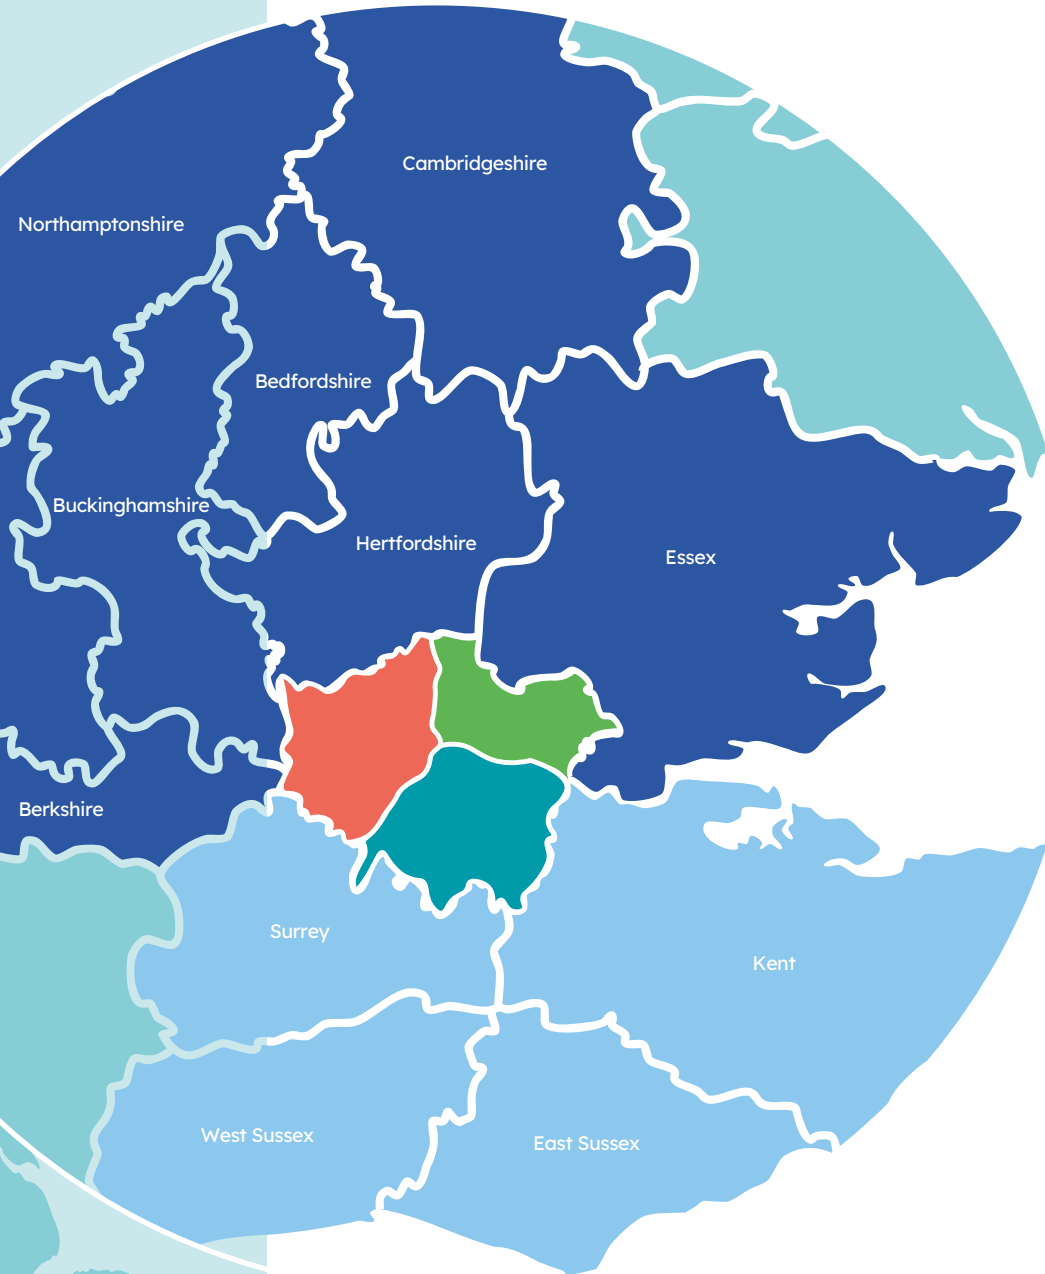 Cambridgeshire
Northamptonshire
Bedfordshire
Buckinghamshire
Hertfordshire
Essex
Berkshire
Surrey
Kent
West Sussex
East Sussex